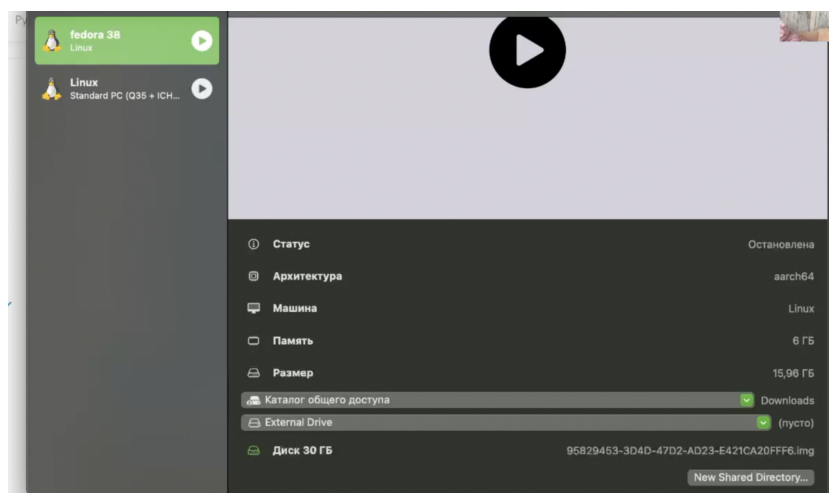 Ру
fedora 38
Linux
Linux
Standard PC (Q35 + ICH...
Статус Остановлена
Архитектура aarch64
Машина Linux
Память 6 ГБ
Размер 15,96 ГБ
Каталог общего доступа Downloads
External Drive (пусто)
Диск 30 ГБ 95829453-3D4D-47D2-AD23-E421CA20FFF6.img
New Shared Directory...